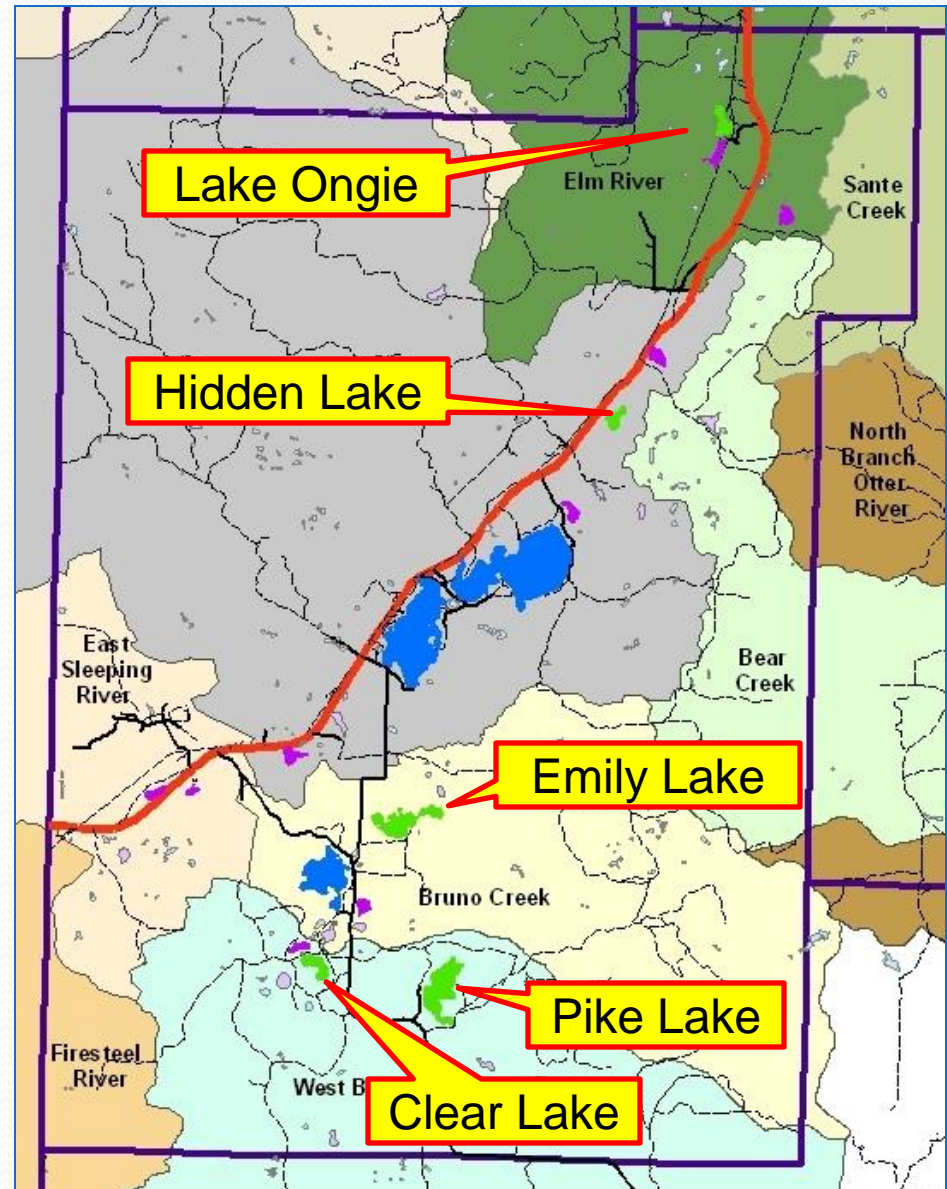 Lake Ongie
Elm River
Sante
Creek
Hidden Lake
North
Branch
Otter
River
East
Sleeping
River
Bear
Creek
Emily Lake
Bruno Creek
Pike Lake
Firesteel
River
West B
Clear Lake